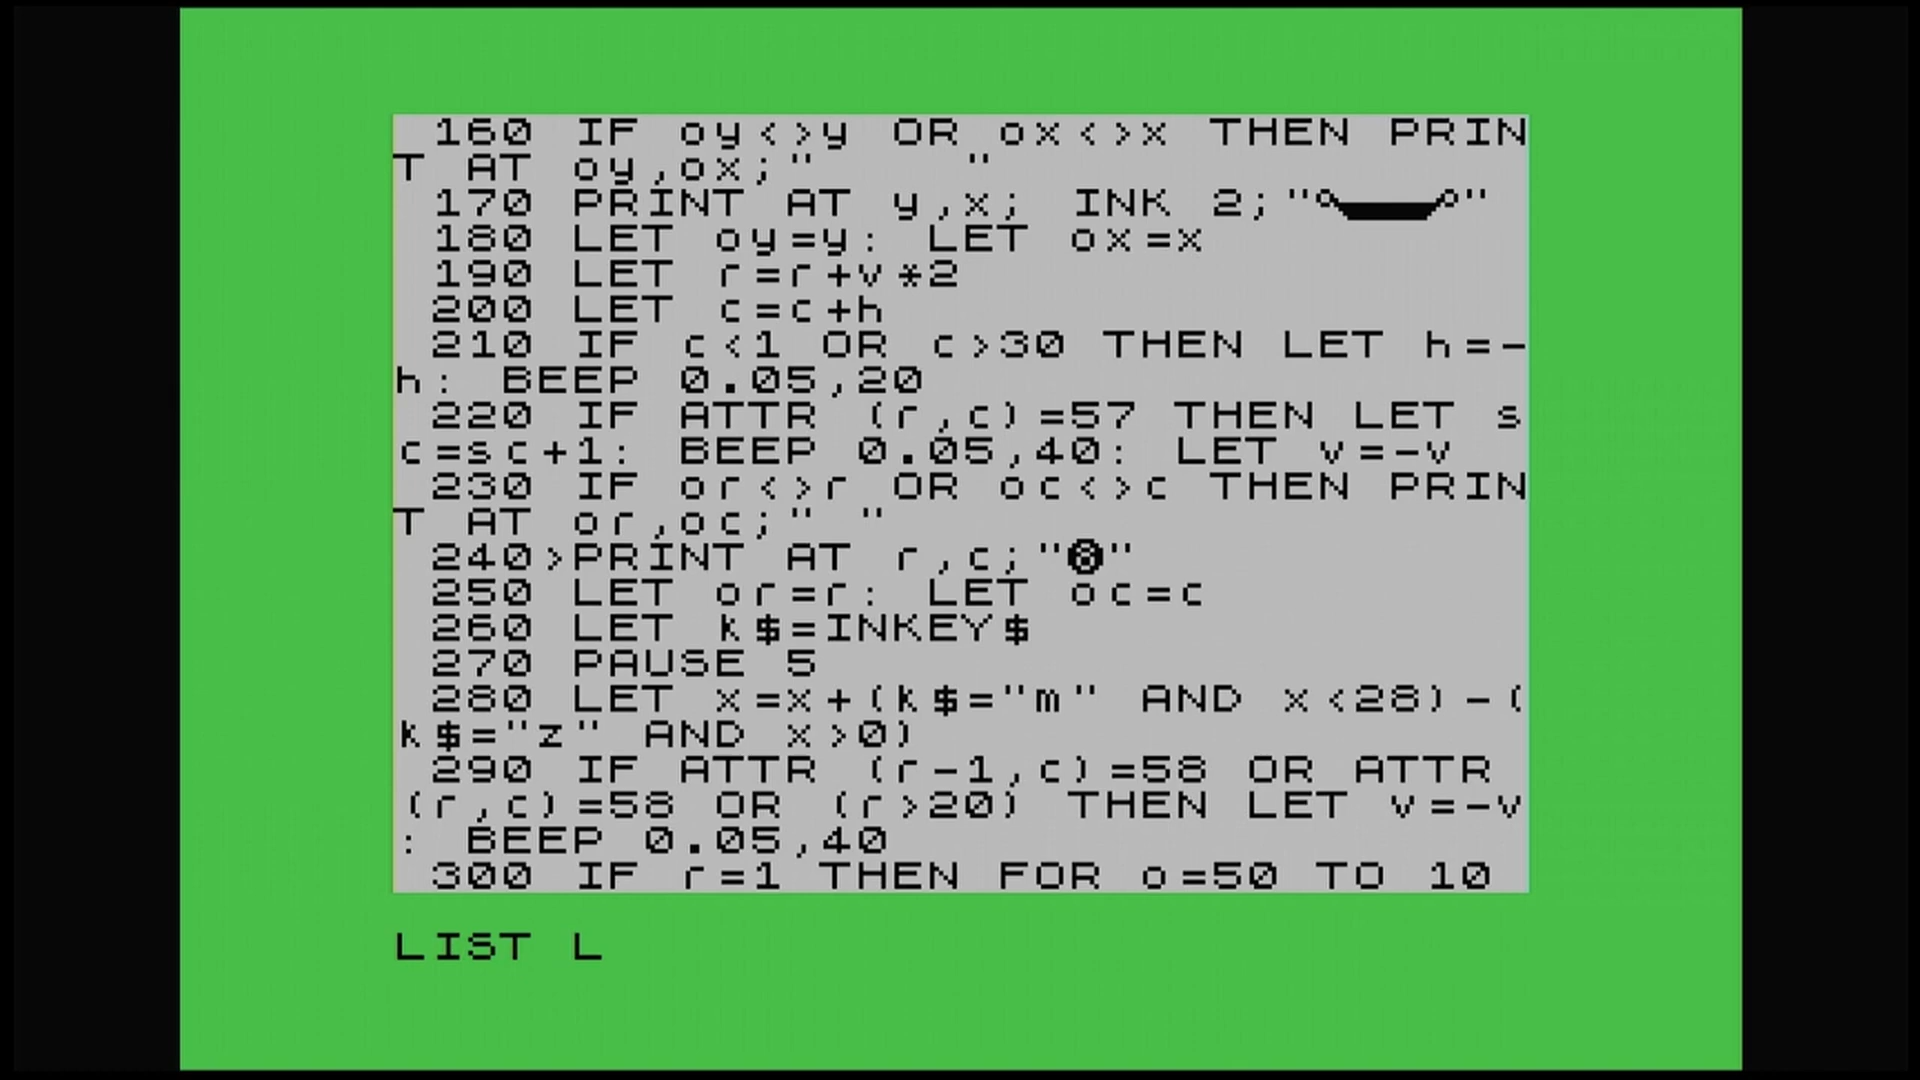 160 IF oy<>y OR ox<>x THEN PRIN
T AT oy,ox;"    "
170 PRINT AT y,x; INK 2;"    "
180 LET oy=y: LET ox=x
190 LET r=r+v*2
200 LET c=c+h
210 IF c<1 OR c>30 THEN LET h=-
h: BEEP 0.05,20
220 IF ATTR (r,c)=57 THEN LET s
c=sc+1: BEEP 0.05,40: LET v=-v
230 IF or<>r OR oc<>c THEN PRIN
T AT or,oc;" "
240>PRINT AT r,c;" "
250 LET or=r: LET oc=c
260 LET k$=INKEY$
270 PAUSE 5
280 LET x=x+(k$="m" AND x<28)-(
k$="z" AND x>0)
290 IF ATTR (r-1,c)=58 OR ATTR
(r,c)=58 OR (r>20) THEN LET v=-v
: BEEP 0.05,40
300 IF r=1 THEN FOR o=50 TO 10
LIST L